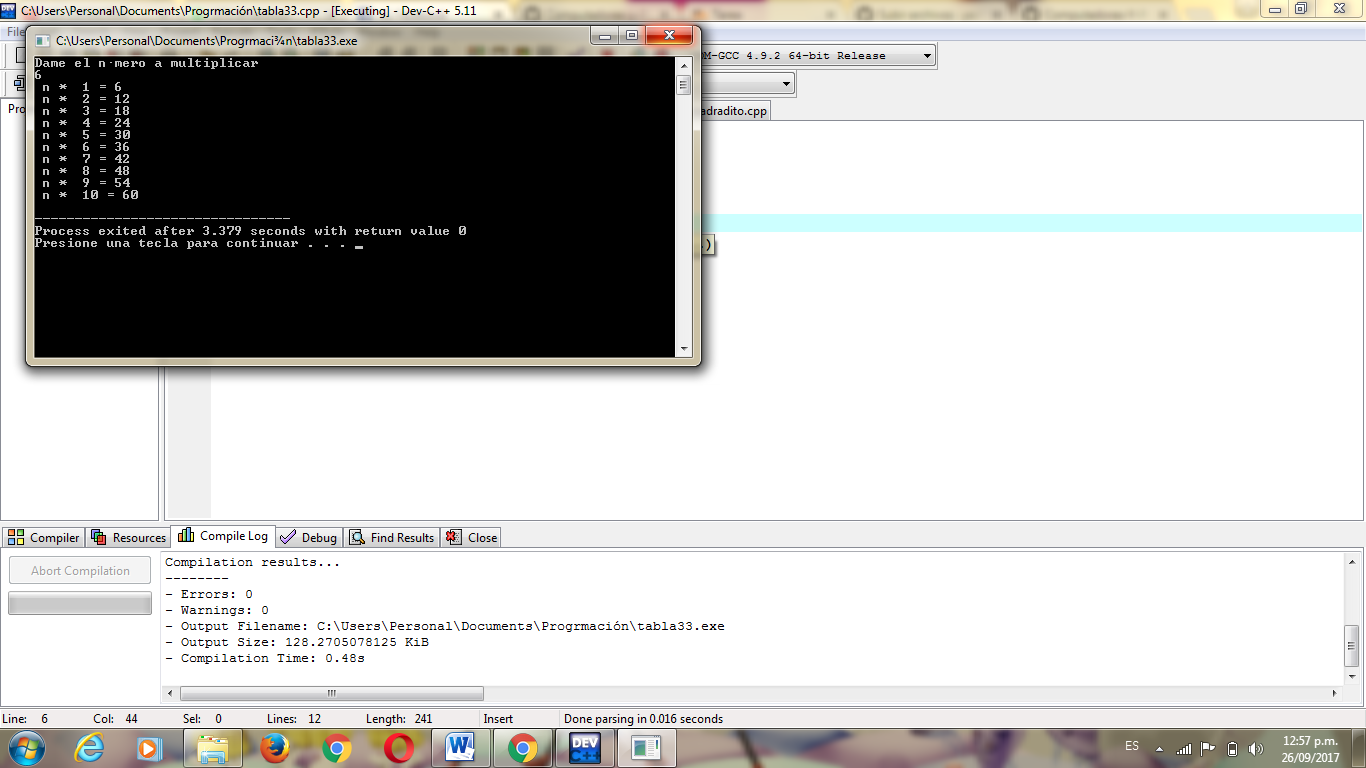 C:\Users\Personal\Documents\Progrmación\tabla33.cpp - [Executing] - Dev-C++ 5.11
C:\Users\Personal\Documents\Progrmaci¾n\tabla33.exe
Dame el n·mero a multiplicar
6
n * 1 = 6
n * 2 = 12
n * 3 = 18
n * 4 = 24
n * 5 = 30
n * 6 = 36
n * 7 = 42
n * 8 = 48
n * 9 = 54
n * 10 = 60
--------------------------------
Process exited after 3.379 seconds with return value 0
Presione una tecla para continuar . . .
-GCC 4.9.2 64-bit Release
adradito.cpp
)
Compiler Resources Compile Log Debug Find Results Close
Abort Compilation
Compilation results...
--------
- Errors: 0
- Warnings: 0
- Output Filename: C:\Users\Personal\Documents\Progrmación\tabla33.exe
- Output Size: 128.2705078125 KiB
- Compilation Time: 0.48s
Line: 6 Col: 44 Sel: 0 Lines: 12 Length: 241 Insert Done parsing in 0.016 seconds
W DEV C++ ES 12:57 p.m.
26/09/2017